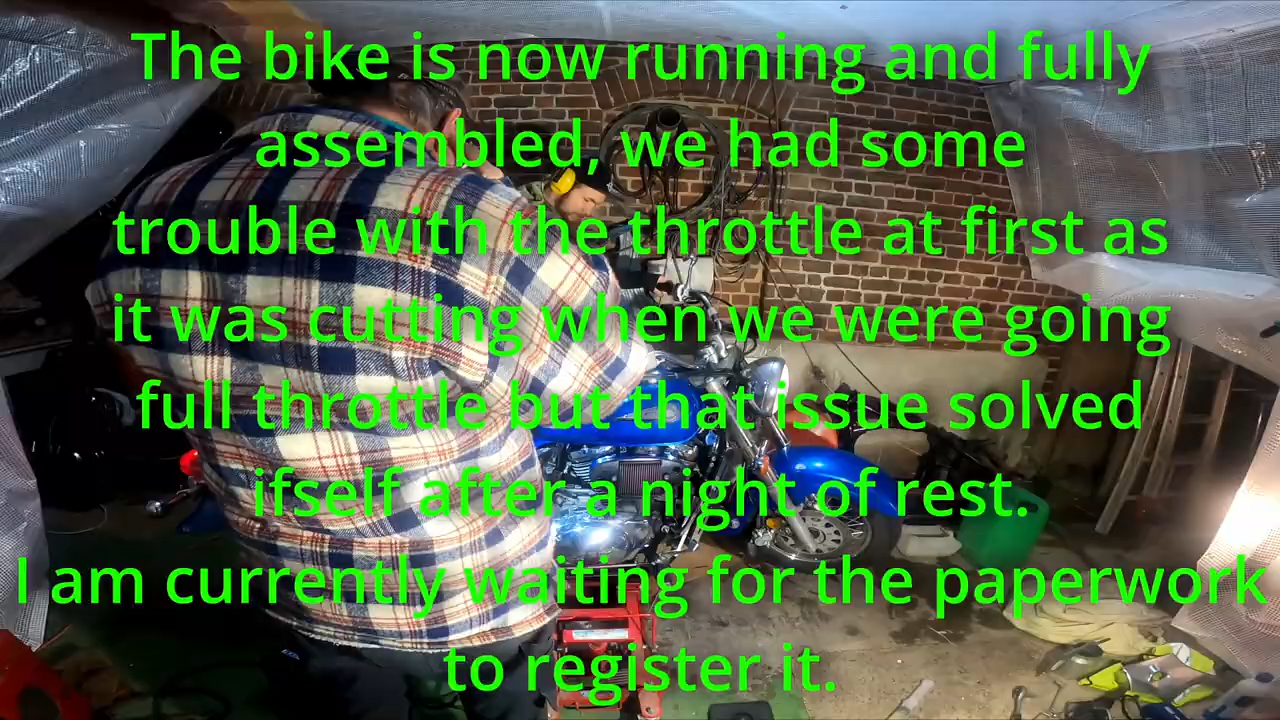 The bike is now running and fully
assembled, we had some
trouble with the throttle at first as
it was cutting when we were going
full throttle but that issue solved
ifself after a night of rest.
I am currently waiting for the paperwork
to register it.